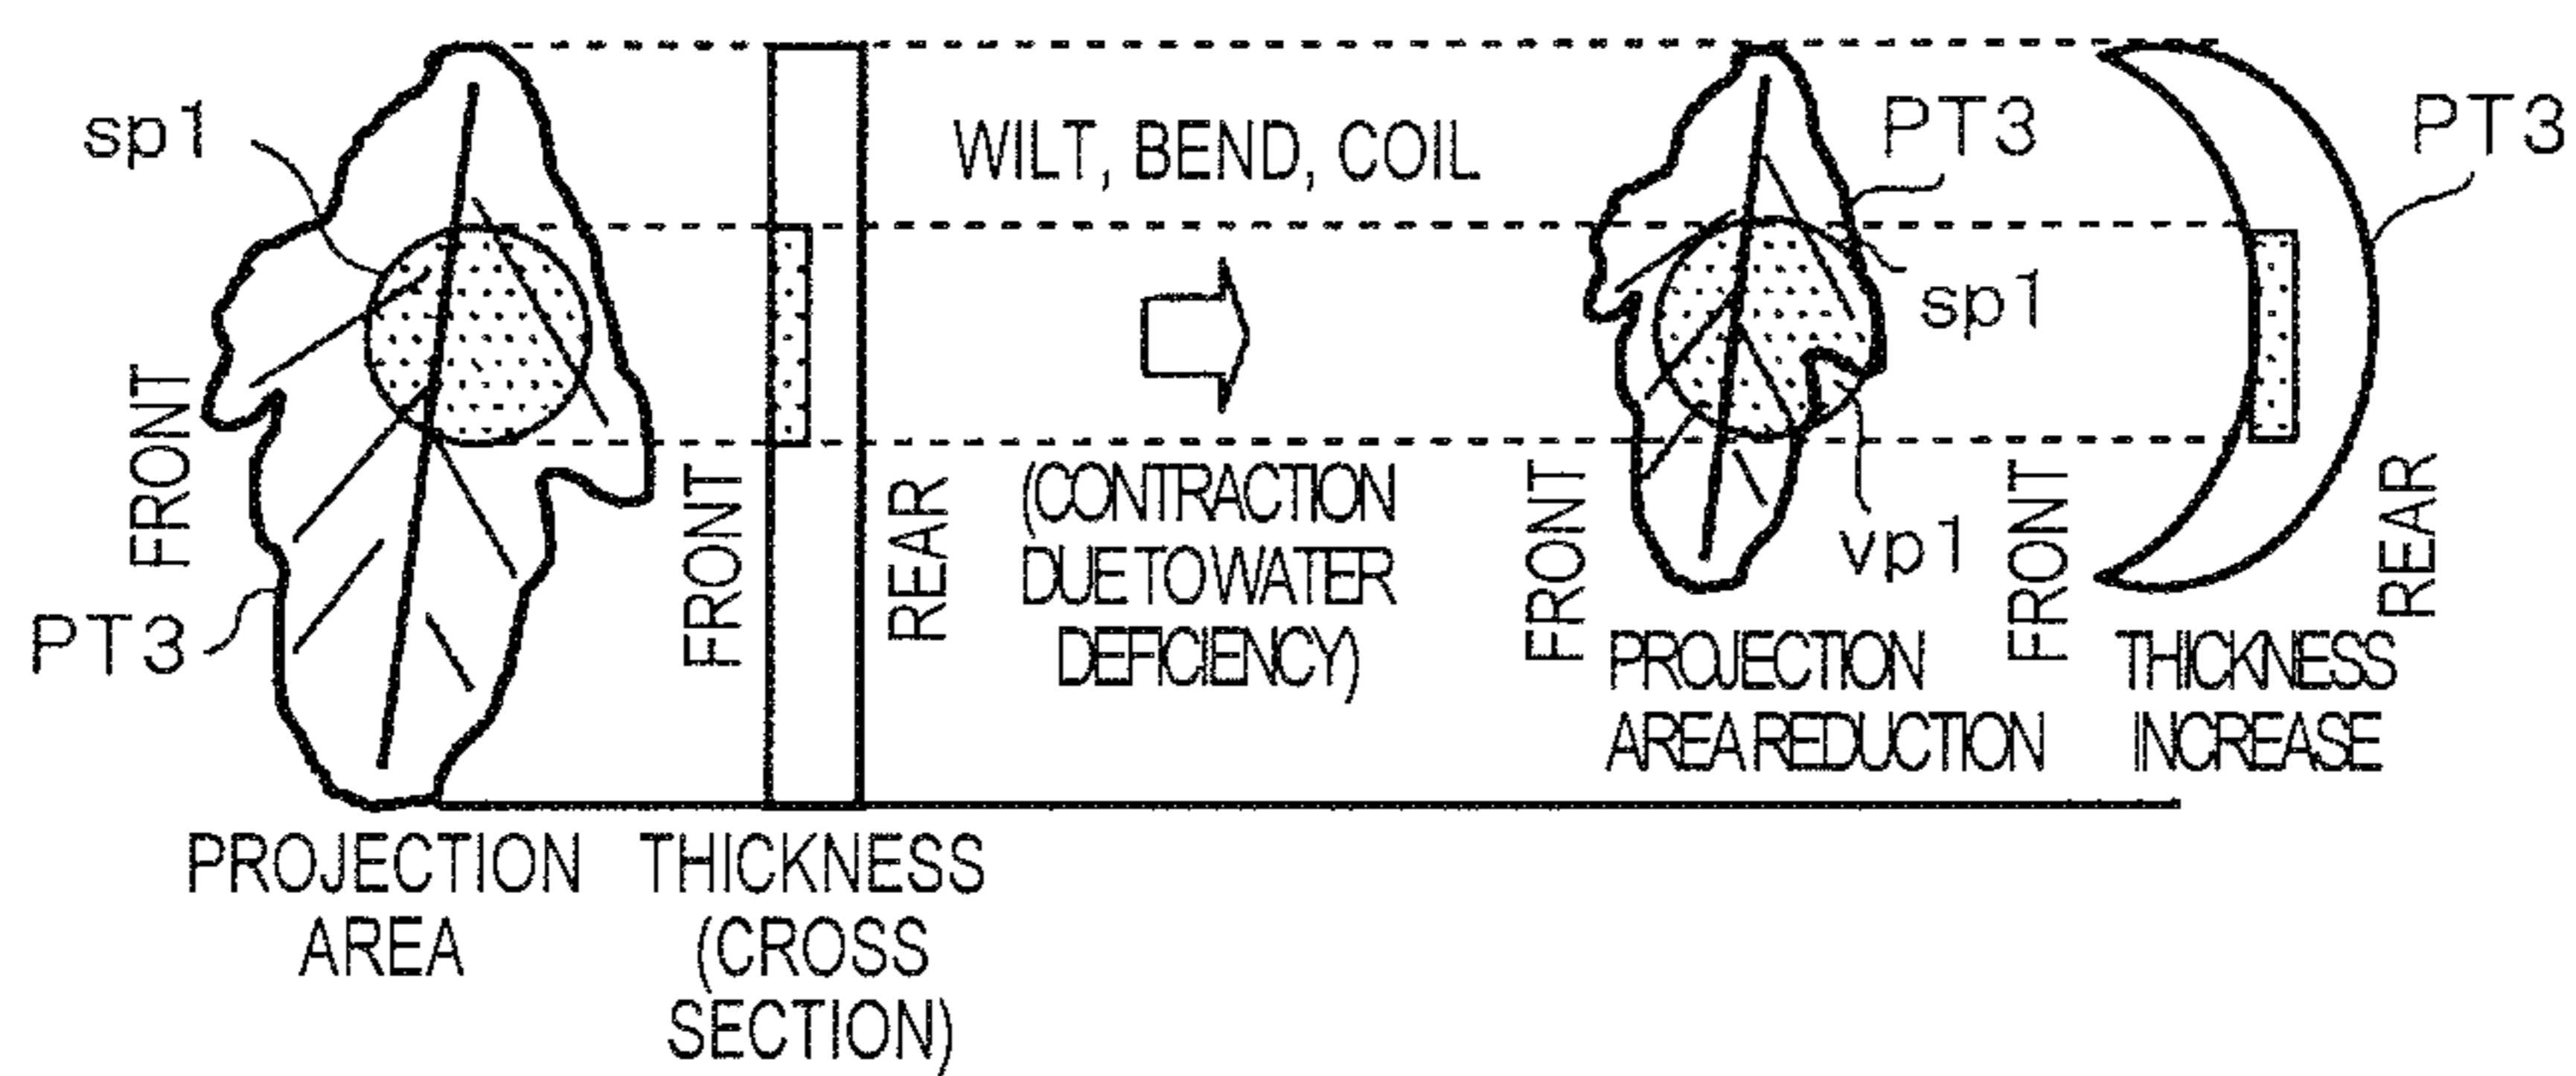 sp1
WILT, BEND, COIL
PT3
PT3
sp1
FRONT
FRONT
REAR
(CONTRACTION
DUE TO WATER
DEFICIENCY)
FRONT
vp1
FRONT
REAR
PT3
PROJECTION
AREA REDUCTION
THICKNESS
INCREASE
PROJECTION
AREA
THICKNESS
(CROSS
SECTION)